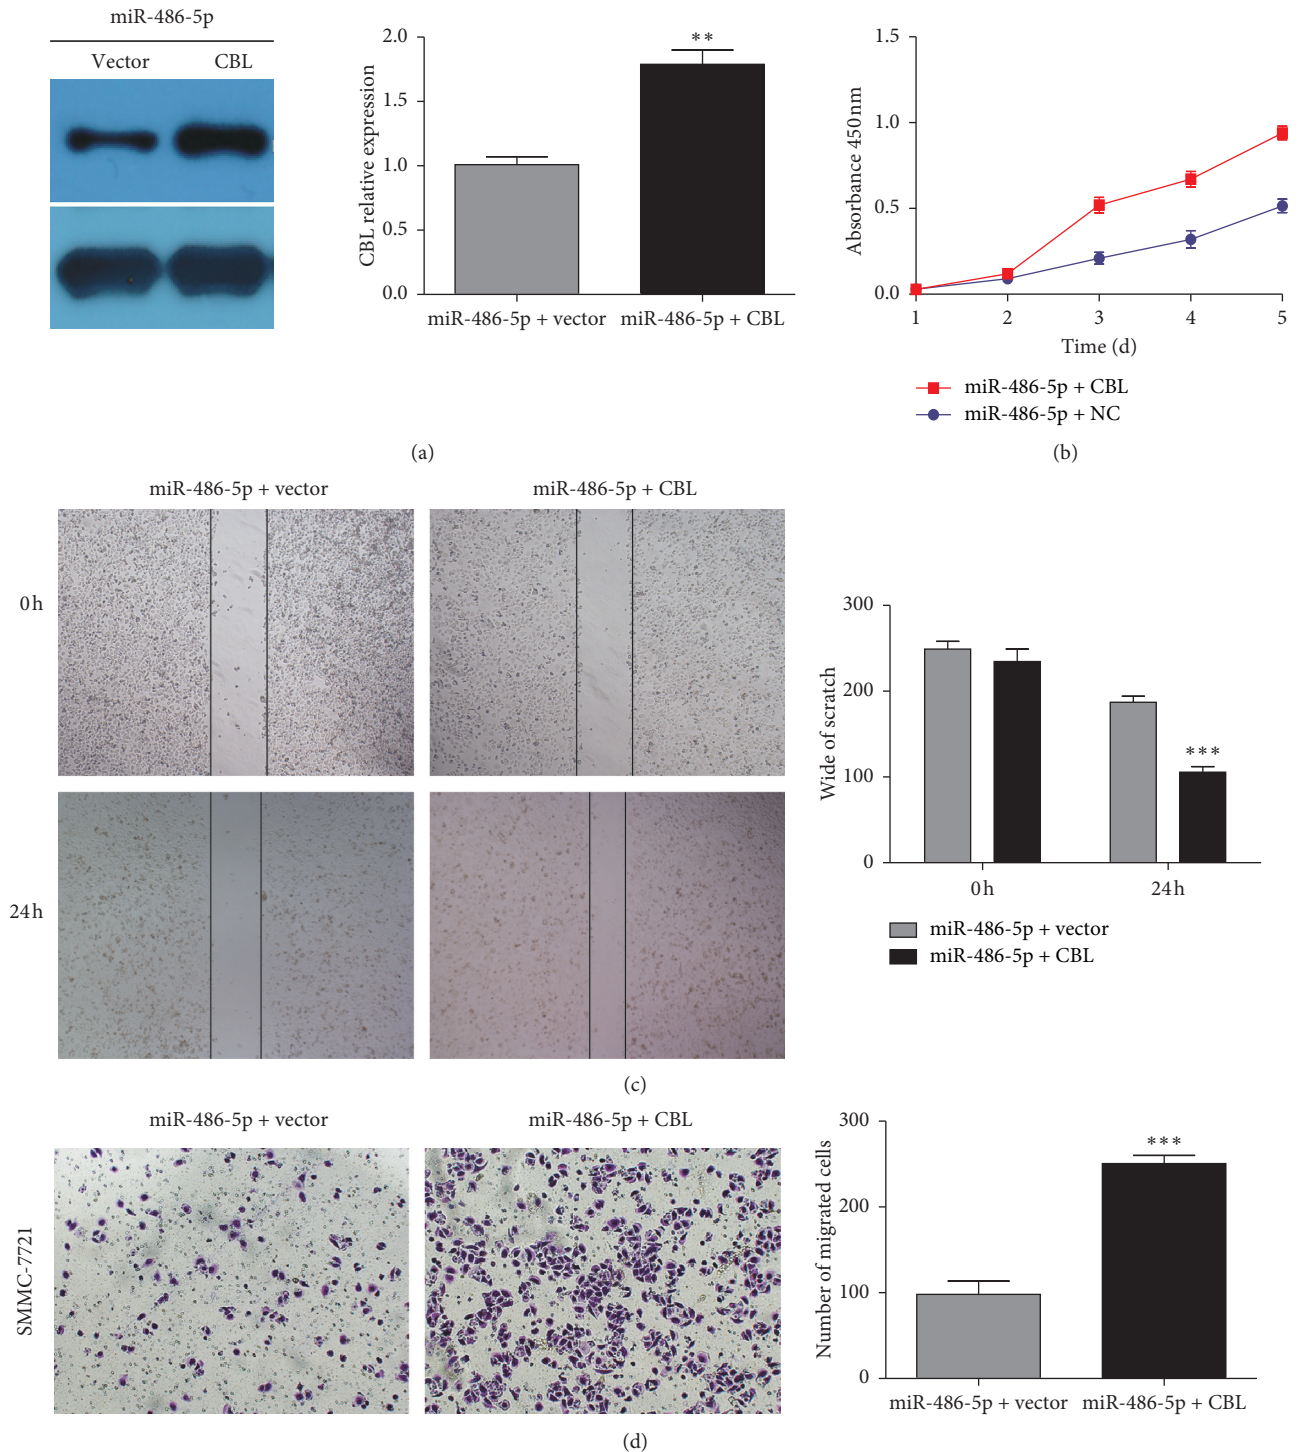 miR-486-5p
Vector CBL
CBL relative expression
2.0
1.5
1.0
0.5
0.0
**
miR-486-5p + vector miR-486-5p + CBL
(a)
Absorbance 450 nm
1.5
1.0
0.5
0.0
1 2 3 4 5
Time (d)
miR-486-5p + CBL
miR-486-5p + NC
(b)
miR-486-5p + vector miR-486-5p + CBL
0 h
24 h
Wide of scratch
300
200
100
0
***
0 h 24 h
miR-486-5p + vector
miR-486-5p + CBL
(c)
miR-486-5p + vector miR-486-5p + CBL
SMMC-7721
Number of migrated cells
300
200
100
0
***
miR-486-5p + vector miR-486-5p + CBL
(d)